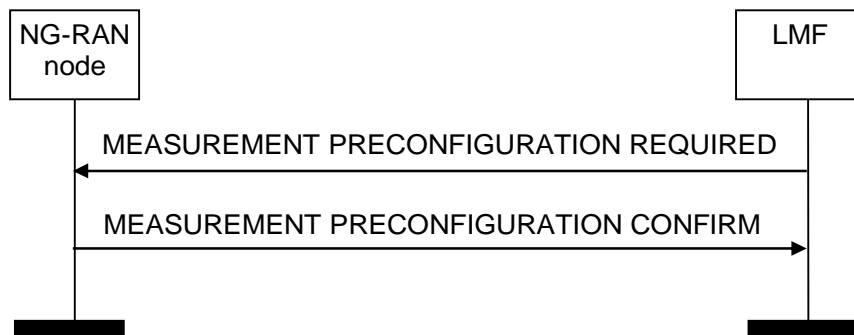 NG-RAN
node
LMF
MEASUREMENT PRECONFIGURATION REQUIRED
MEASUREMENT PRECONFIGURATION CONFIRM